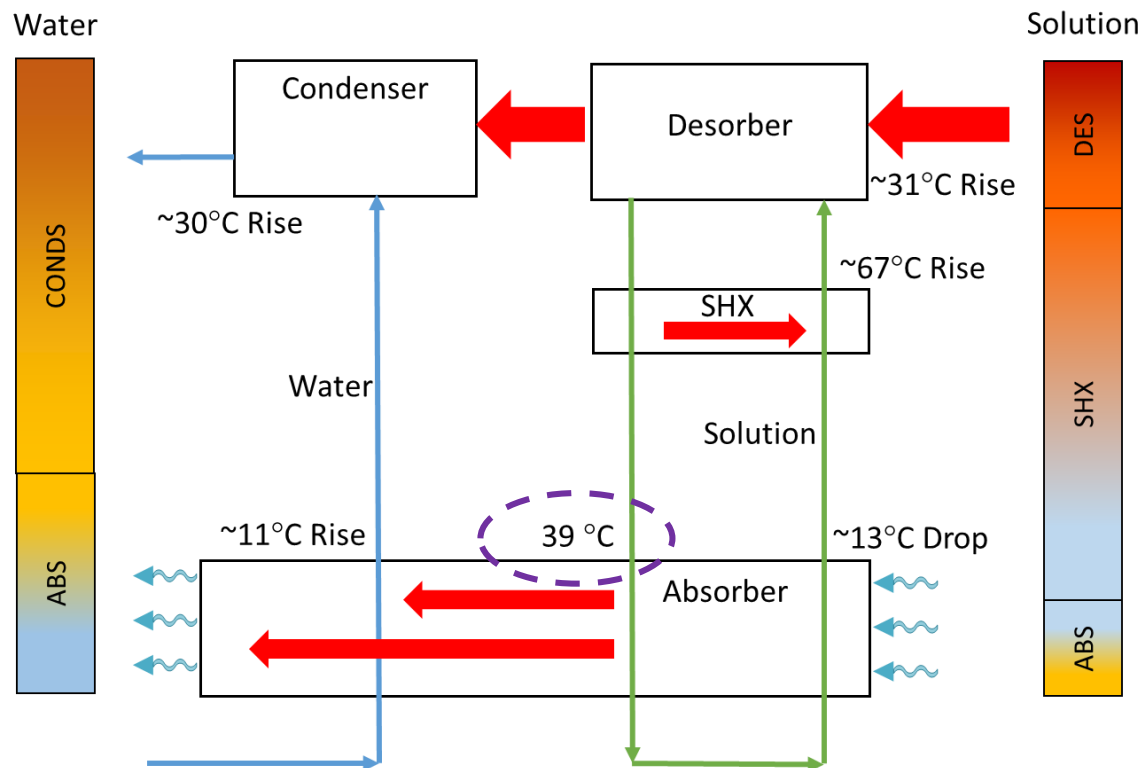 Water
Solution
Condenser
Desorber
DES
~31°C Rise
~30°C Rise
CONDS
~67°C Rise
SHX
SHX
Water
Solution
~11°C Rise
39 °C
~13°C Drop
Absorber
ABS
ABS